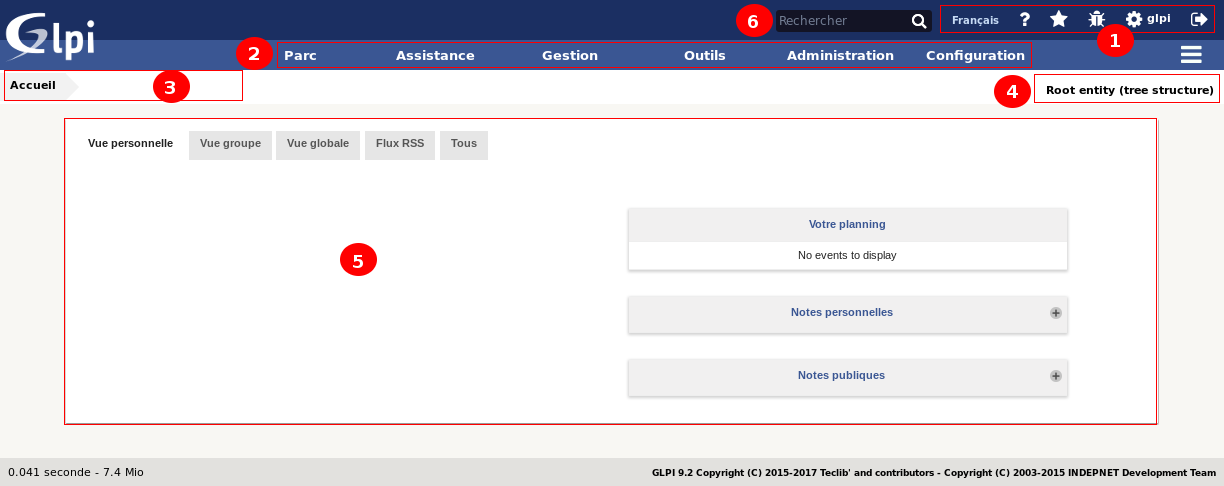 Glpi
6
Rechercher
Français
?
glpi
1
2
Parc
Assistance
Gestion
Outils
Administration
Configuration
Accueil
3
4
Root entity (tree structure)
Vue personnelle
Vue groupe
Vue globale
Flux RSS
Tous
Votre planning
No events to display
5
Notes personnelles
Notes publiques
0.041 seconde - 7.4 Mio
GLPI 9.2 Copyright (C) 2015-2017 Teclib' and contributors - Copyright (C) 2003-2015 INDEPNET Development Team